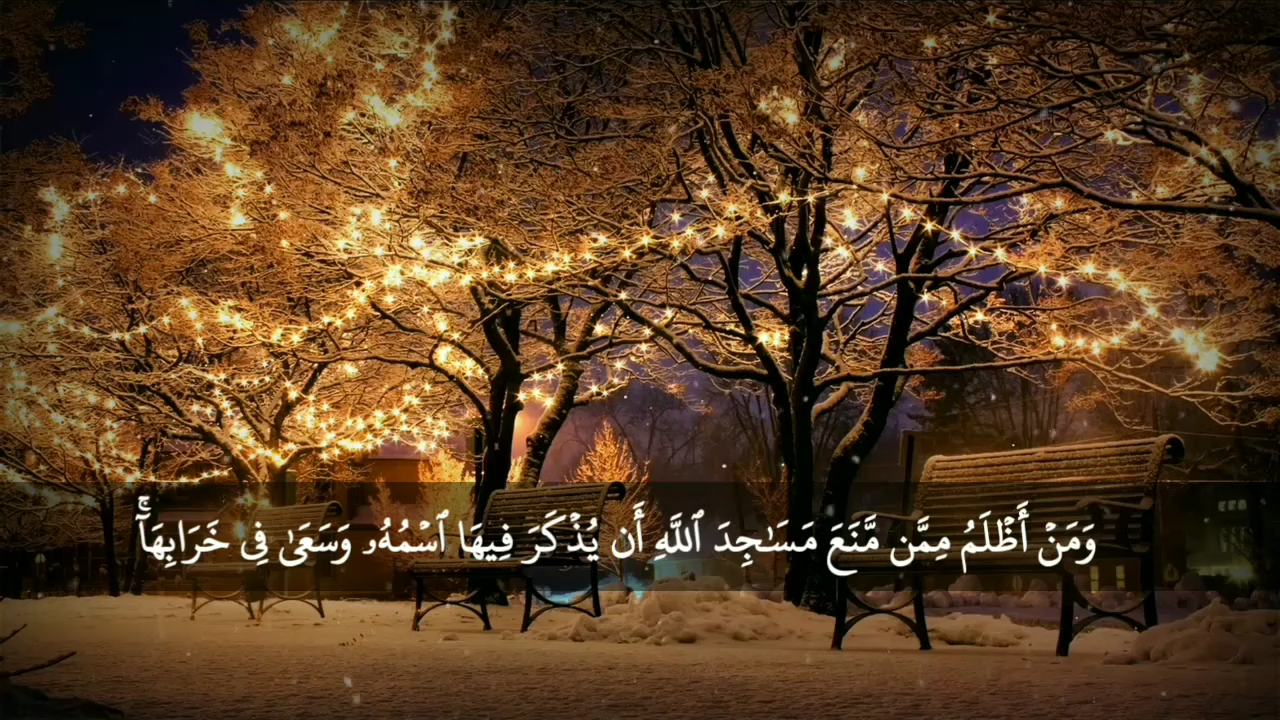 وَمَنۡ أَظۡلَمُ مِمَّن مَّنَعَ مَسَـٰجِدَ ٱللَّهِ أَن يُذۡكَرَ فِيهَا ٱسۡمُهُۥ وَسَعَىٰ فِى خَرَابِهَآۚ